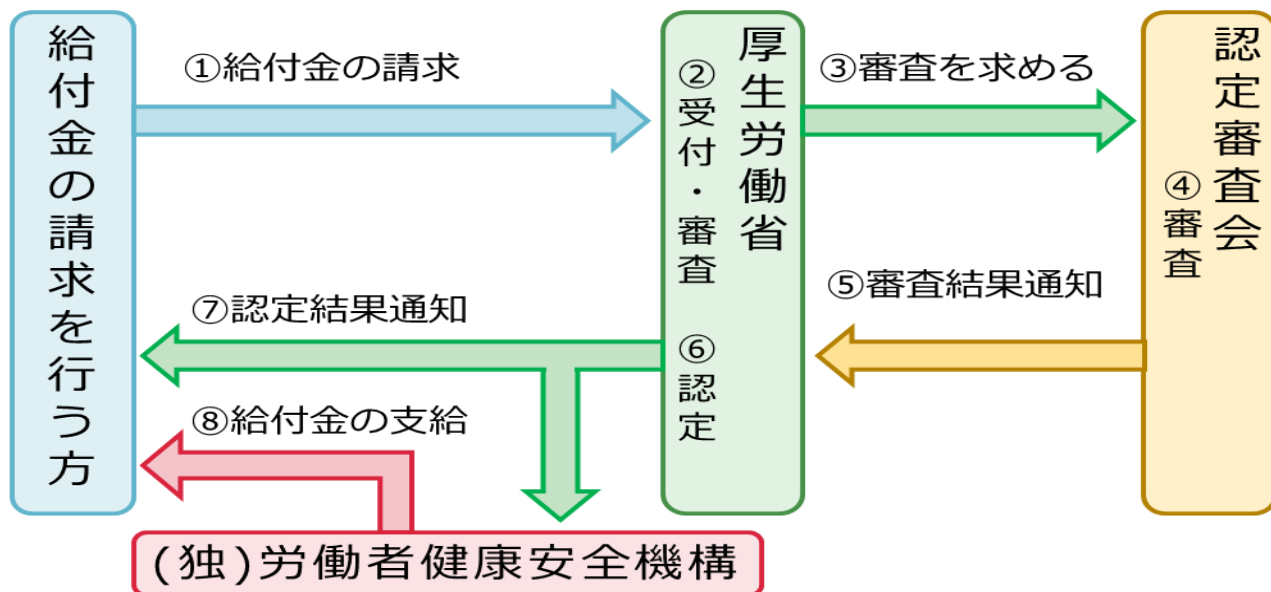 給付金の請求を行う方
①給付金の請求
厚生労働省
②受付・審査
⑥認定
③審査を求める
認定審査会
④審査
⑤審査結果通知
⑦認定結果通知
⑧給付金の支給
(独)労働者健康安全機構